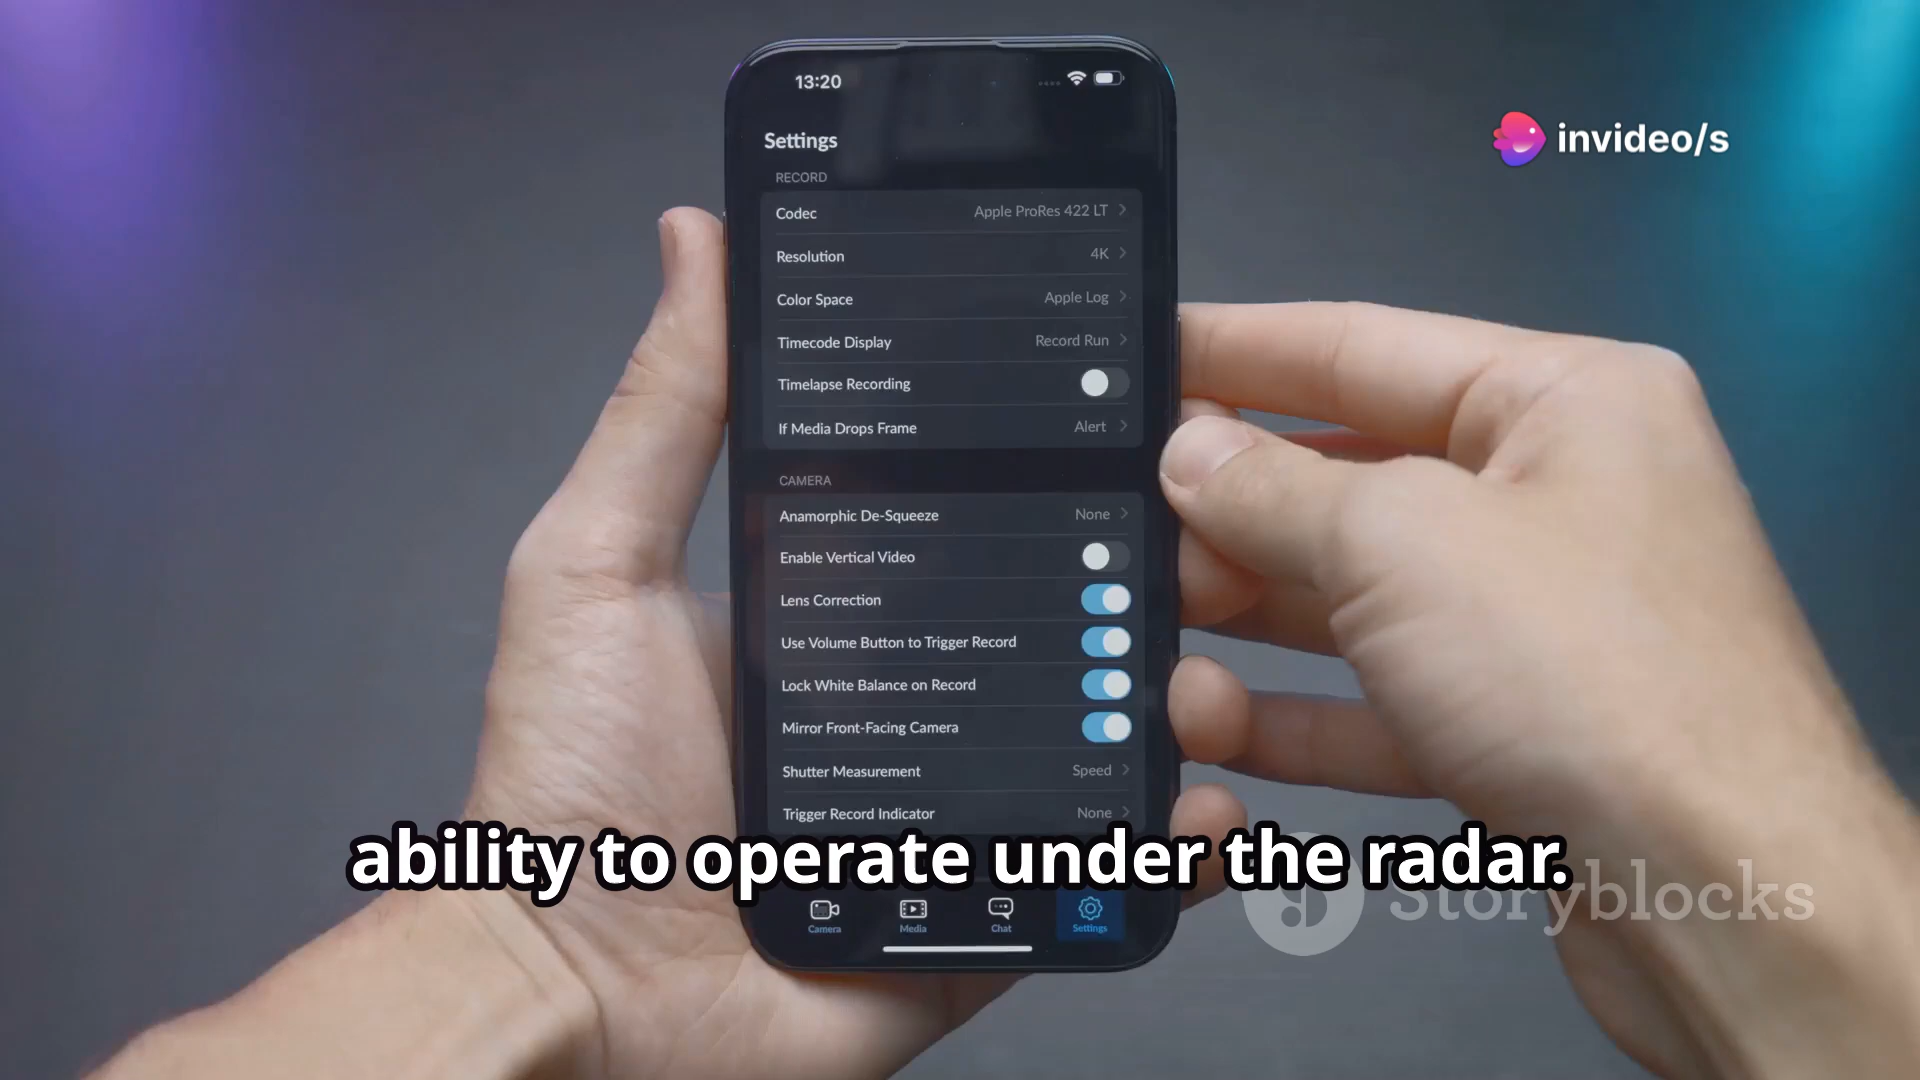 13:20
invideo/s
Settings
RECORD
Codec Apple ProRes 422 LT
Resolution 4K
Color Space Apple Log
Timecode Display Record Run
Timelapse Recording
If Media Drops Frame Alert
CAMERA
Anamorphic De-Squeeze None
Enable Vertical Video
Lens Correction
Use Volume Button to Trigger Record
Lock White Balance on Record
Mirror Front-Facing Camera
Shutter Measurement Speed
Trigger Record Indicator None
ability to operate under the radar.
Storyblocks
Camera Media Chat Settings